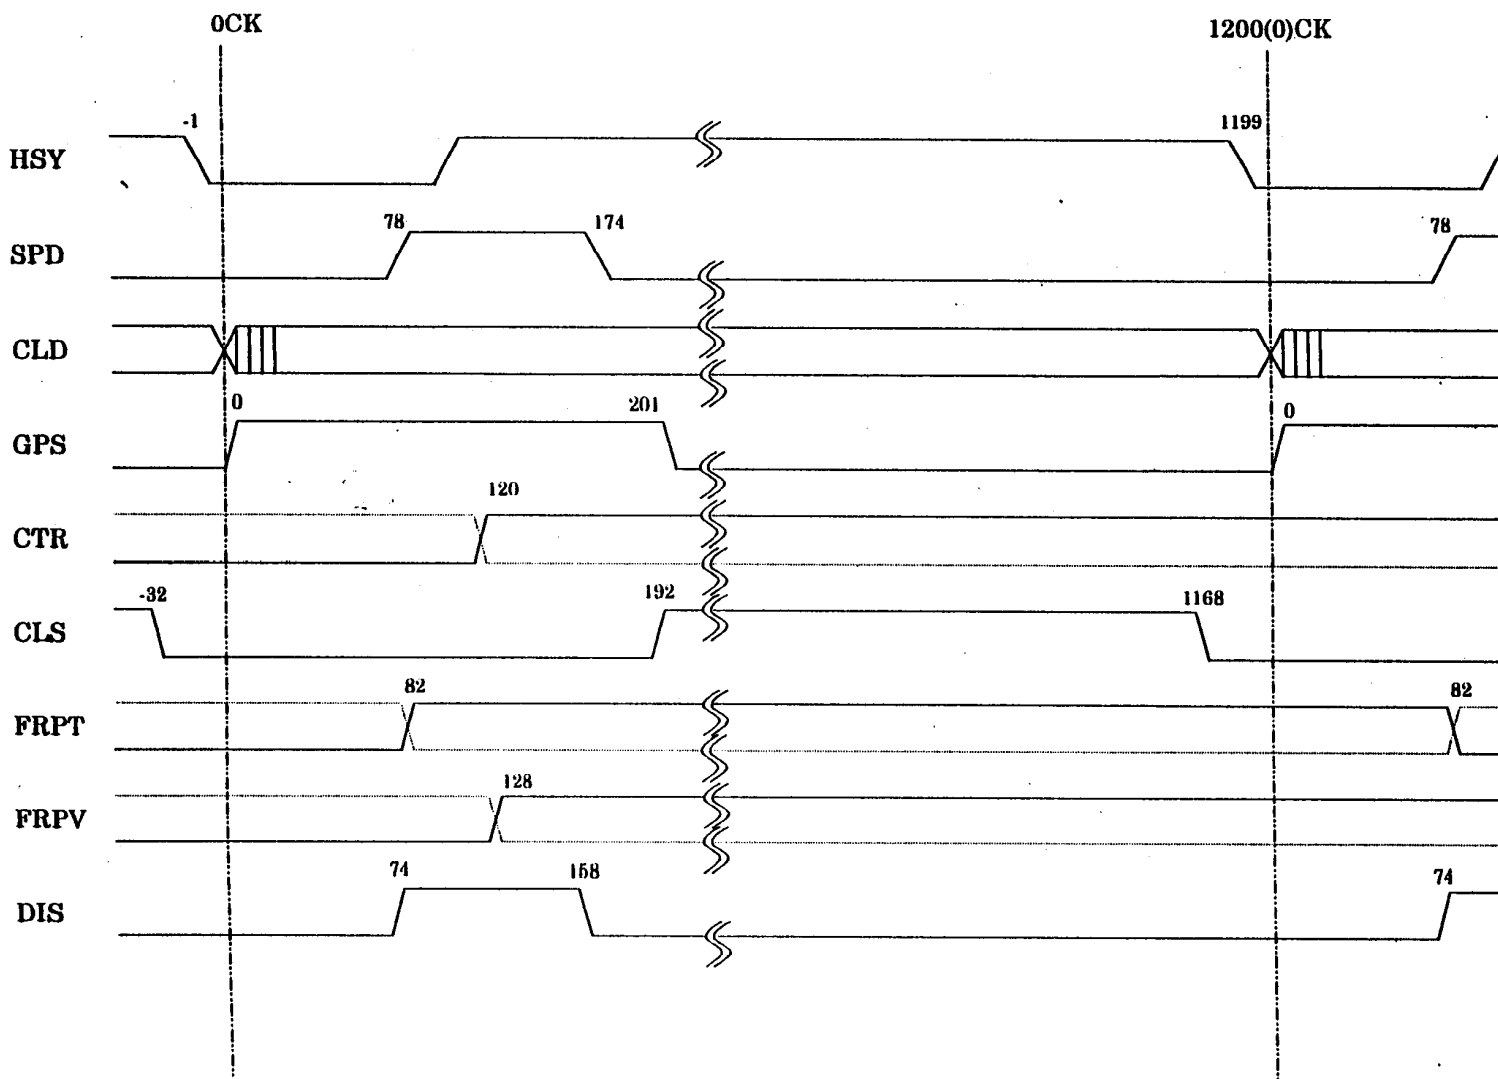 0CK
1200(0)CK
HSY -1 1199
SPD 78 174 78
CLD
GPS 0 201 0
CTR 120
CLS -32 192 1168
FRPT 82 82
FRPV 128
DIS 74 158 74